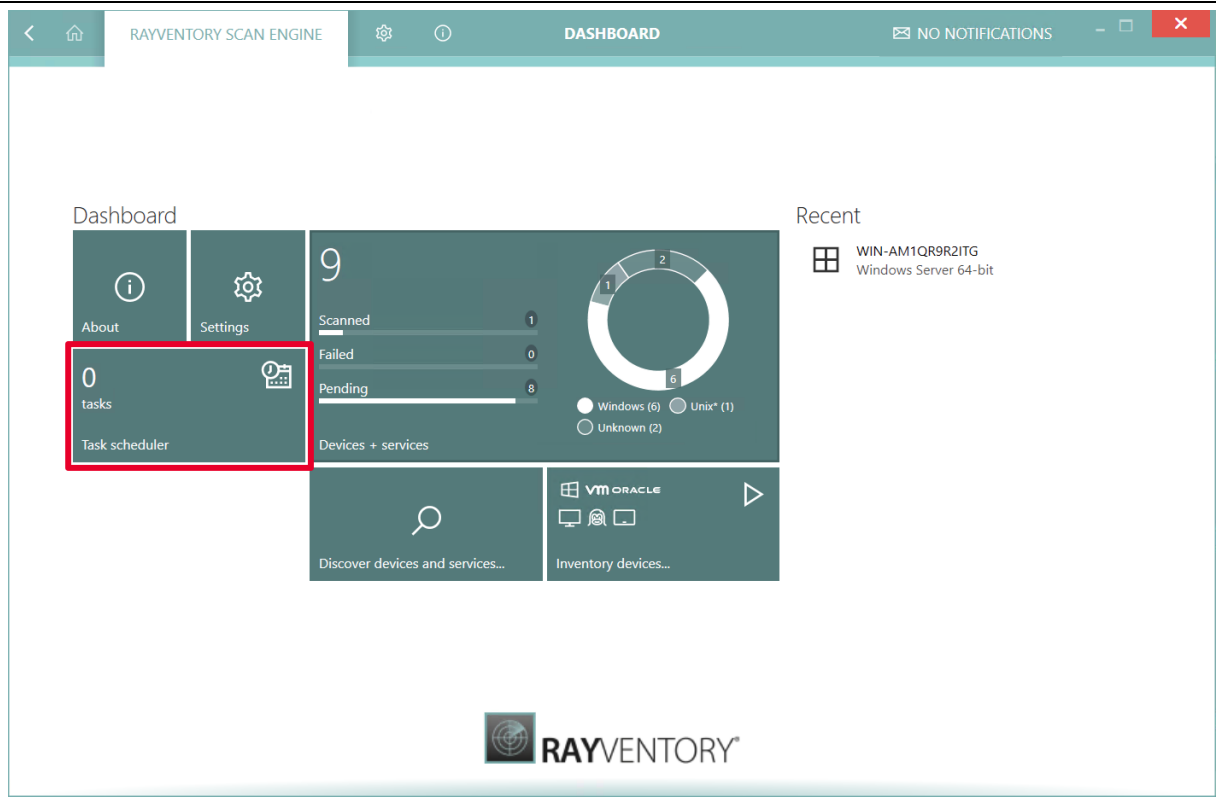 RAYVENTORY SCAN ENGINE
DASHBOARD
NO NOTIFICATIONS
Dashboard
About
Settings
0
tasks
Task scheduler
9
Scanned 1
Failed 0
Pending 8
Devices + services
2
1
6
Windows (6) Unix* (1)
Unknown (2)
Discover devices and services...
vm ORACLE
Inventory devices...
Recent
WIN-AM1QR9R2ITG
Windows Server 64-bit
RAYVENTORY®